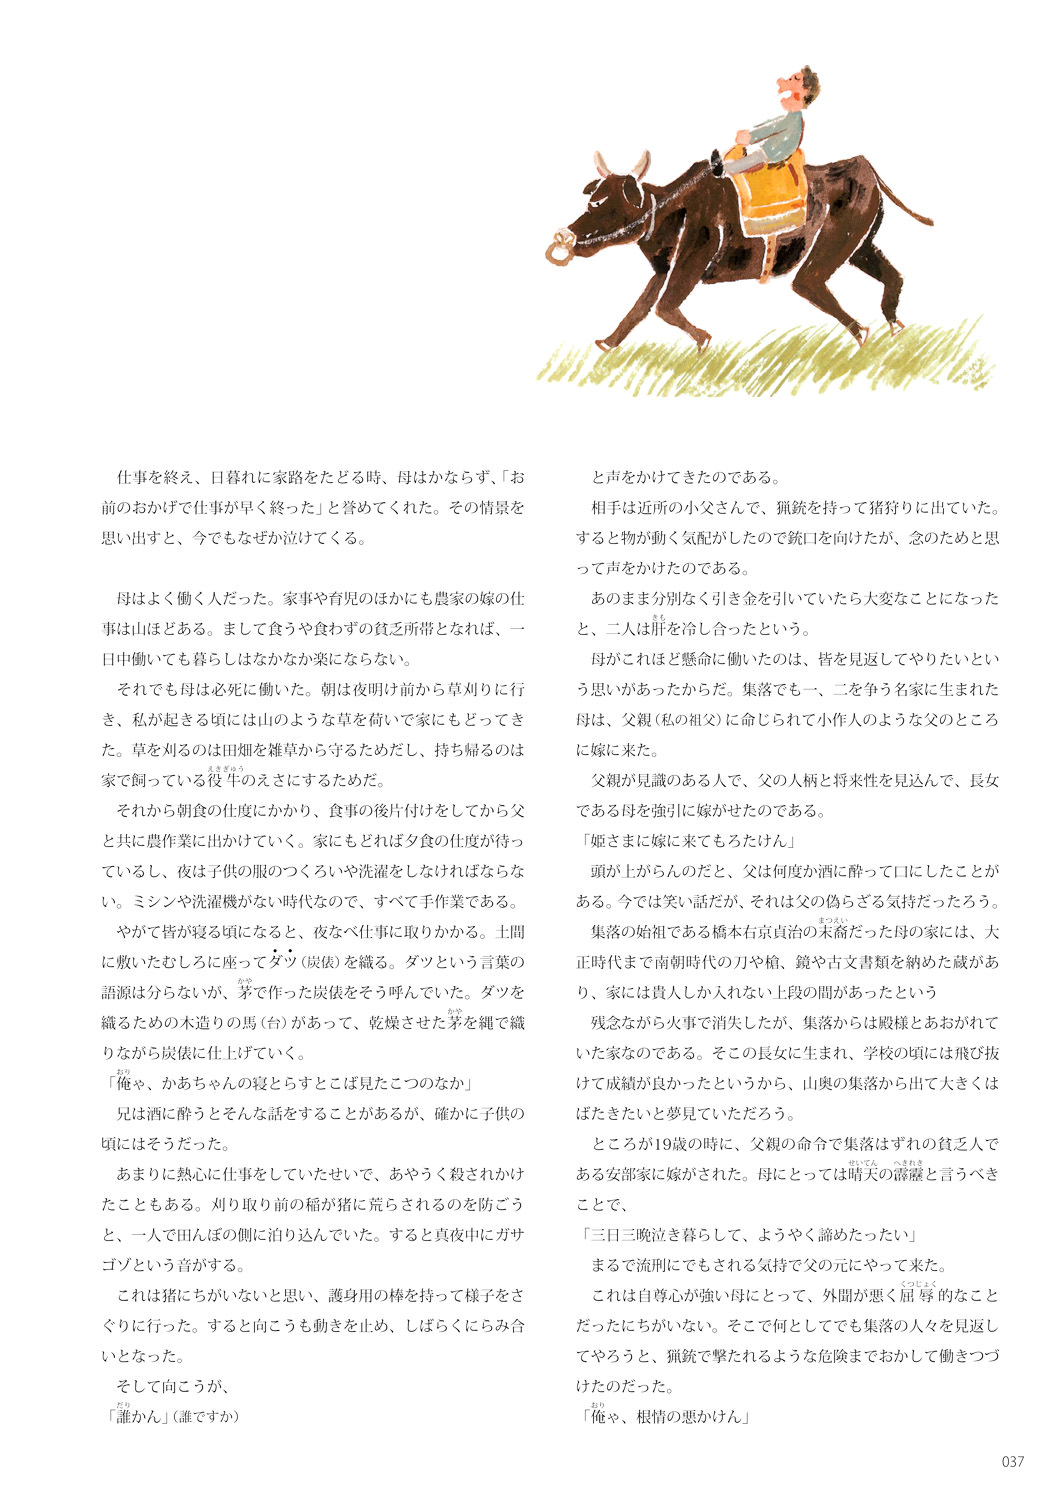 仕事を終え、日暮れに家路をたどる時、母はかならず、「お
前のおかげで仕事が早く終った」と誉めてくれた。その情景を
思い出すと、今でもなぜか泣けてくる。
母はよく働く人だった。家事や育児のほかにも農家の嫁の仕
事は山ほどある。まして食うや食わずの貧乏所帯となれば、一
日中働いても暮らしはなかなか楽にならない。
それでも母は必死に働いた。朝は夜明け前から草刈りに行
き、私が起きる頃には山のような草を荷いで家にもどってき
た。草を刈るのは田畑を雑草から守るためだし、持ち帰るのは
家で飼っている役牛のえさにするためだ。
それから朝食の仕度にかかり、食事の後片付けをしてから父
と共に農作業に出かけていく。家にもどれば夕食の仕度が待っ
ているし、夜は子供の服のつくろいや洗濯をしなければならな
い。ミシンや洗濯機がない時代なので、すべて手作業である。
やがて皆が寝る頃になると、夜なべ仕事に取りかかる。土間
に敷いたむしろに座ってダツ(炭俵)を織る。ダツという言葉の
語源は分らないが、茅で作った炭俵をそう呼んでいた。ダツを
織るための木造りの馬(台)があって、乾燥させた茅を縄で織
りながら炭俵に仕上げていく。
「俺ゃ、かあちゃんの寝とらすとこば見たこつのなか」
兄は酒に酔うとそんな話をすることがあるが、確かに子供の
頃にはそうだった。
あまりに熱心に仕事をしていたせいで、あやうく殺されかけ
たこともある。刈り取り前の稲が猪に荒らされるのを防ごう
と、一人で田んぼの側に泊り込んでいた。すると真夜中にガサ
ゴソという音がする。
これは猪にちがいないと思い、護身用の棒を持って様子をさ
ぐりに行った。すると向こうも動きを止め、しばらくにらみ合
いとなった。
そして向こうが、
「誰かん」(誰ですか)
と声をかけてきたのである。
相手は近所の小父さんで、猟銃を持って猪狩りに出ていた。
すると物が動く気配がしたので銃口を向けたが、念のためと思
って声をかけたのである。
あのまま分別なく引き金を引いていたら大変なことになった
と、二人は肝を冷し合ったという。
母がこれほど懸命に働いたのは、皆を見返してやりたいとい
う思いがあったからだ。集落でも一、二を争う名家に生まれた
母は、父親(私の祖父)に命じられて小作人のような父のところ
に嫁に来た。
父親が見識のある人で、父の人柄と将来性を見込んで、長女
である母を強引に嫁がせたのである。
「姫さまに嫁に来てもろたけん」
頭が上がらんのだと、父は何度か酒に酔って口にしたことが
ある。今では笑い話だが、それは父の偽らざる気持だったろう。
集落の始祖である橋本右京貞治の末裔だった母の家には、大
正時代まで南朝時代の刀や槍、鏡や古文書類を納めた蔵があ
り、家には貴人しか入れない上段の間があったという
残念ながら火事で消失したが、集落からは殿様とあおがれて
いた家なのである。そこの長女に生まれ、学校の頃には飛び抜
けて成績が良かったというから、山奥の集落から出て大きくは
ばたきたいと夢見ていただろう。
ところが19歳の時に、父親の命令で集落はずれの貧乏人で
ある安部家に嫁がされた。母にとっては晴天の霹靂と言うべき
ことで、
「三日三晩泣き暮らして、ようやく諦めたったい」
まるで流刑にでもされる気持で父の元にやって来た。
これは自尊心が強い母にとって、外聞が悪く屈辱的なこと
だったにちがいない。そこで何としてでも集落の人々を見返し
てやろうと、猟銃で撃たれるような危険までおかして働きつづ
けたのだった。
「俺ゃ、根情の悪かけん」
037